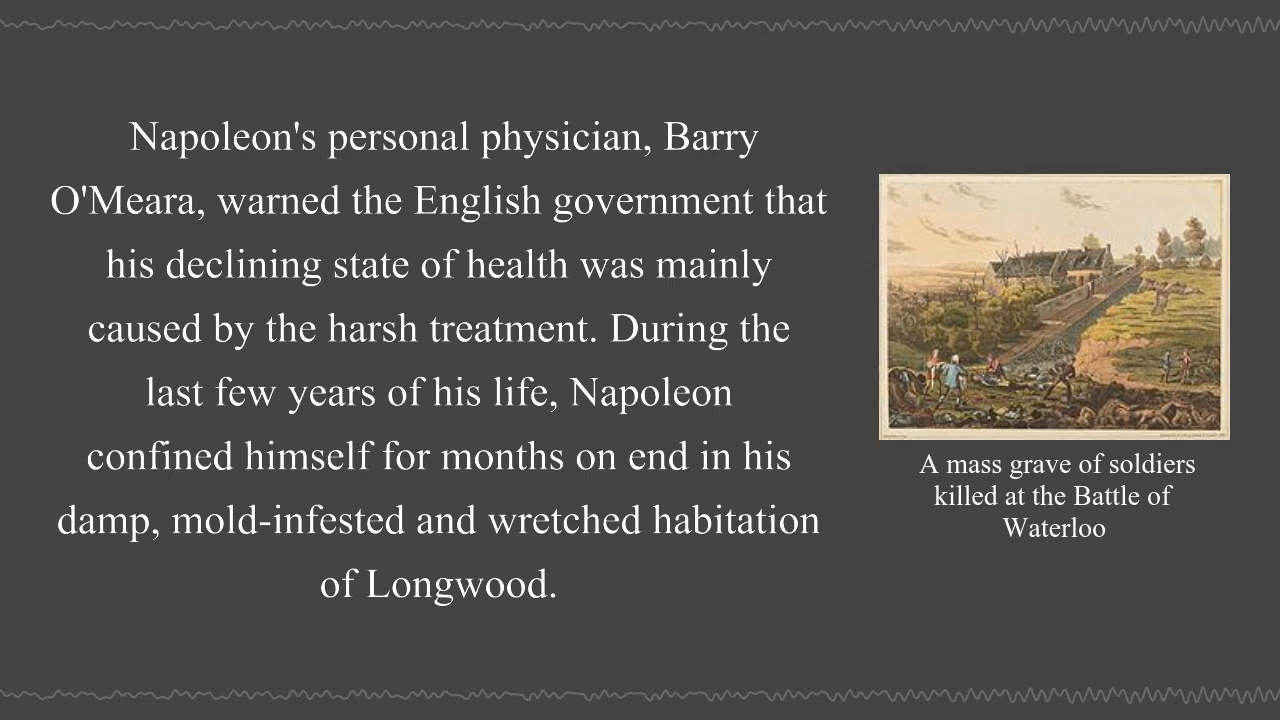 Napoleon's personal physician, Barry
O'Meara, warned the English government that
his declining state of health was mainly
caused by the harsh treatment. During the
last few years of his life, Napoleon
confined himself for months on end in his
damp, mold-infested and wretched habitation
of Longwood.
A mass grave of soldiers
killed at the Battle of
Waterloo